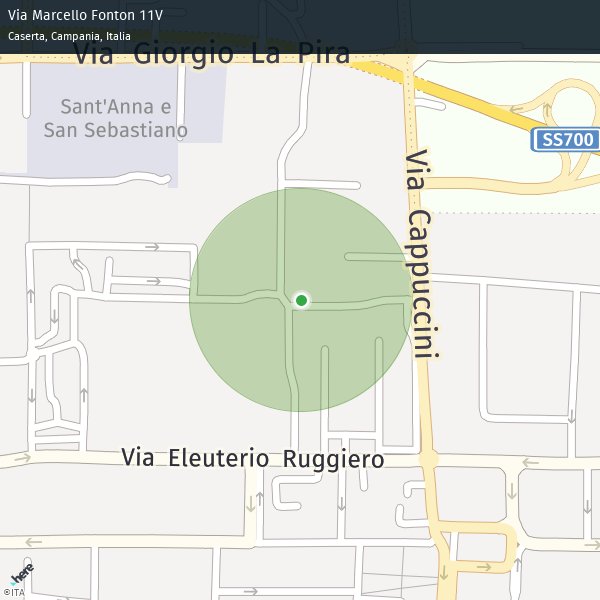 Via Marcello Fonton 11V
Caserta, Campania, Italia
Via Giorgio La Pira
Sant'Anna e
San Sebastiano
SS700
Via Cappuccini
Via Eleuterio Ruggiero
here
©ITA